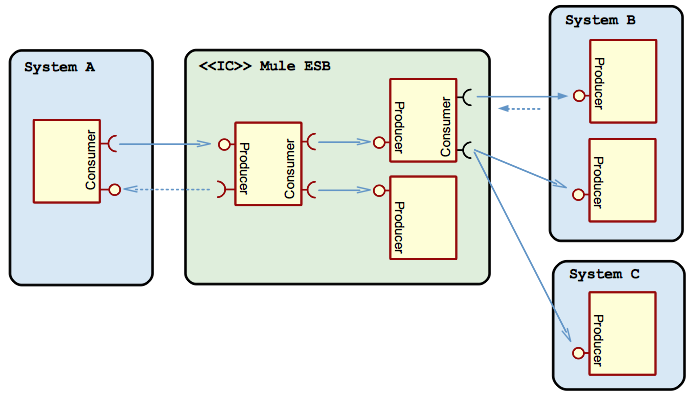 System A
Consumer
<<IC>> Mule ESB
Producer
Consumer
Producer
Consumer
Producer
System B
Producer
Producer
System C
Producer